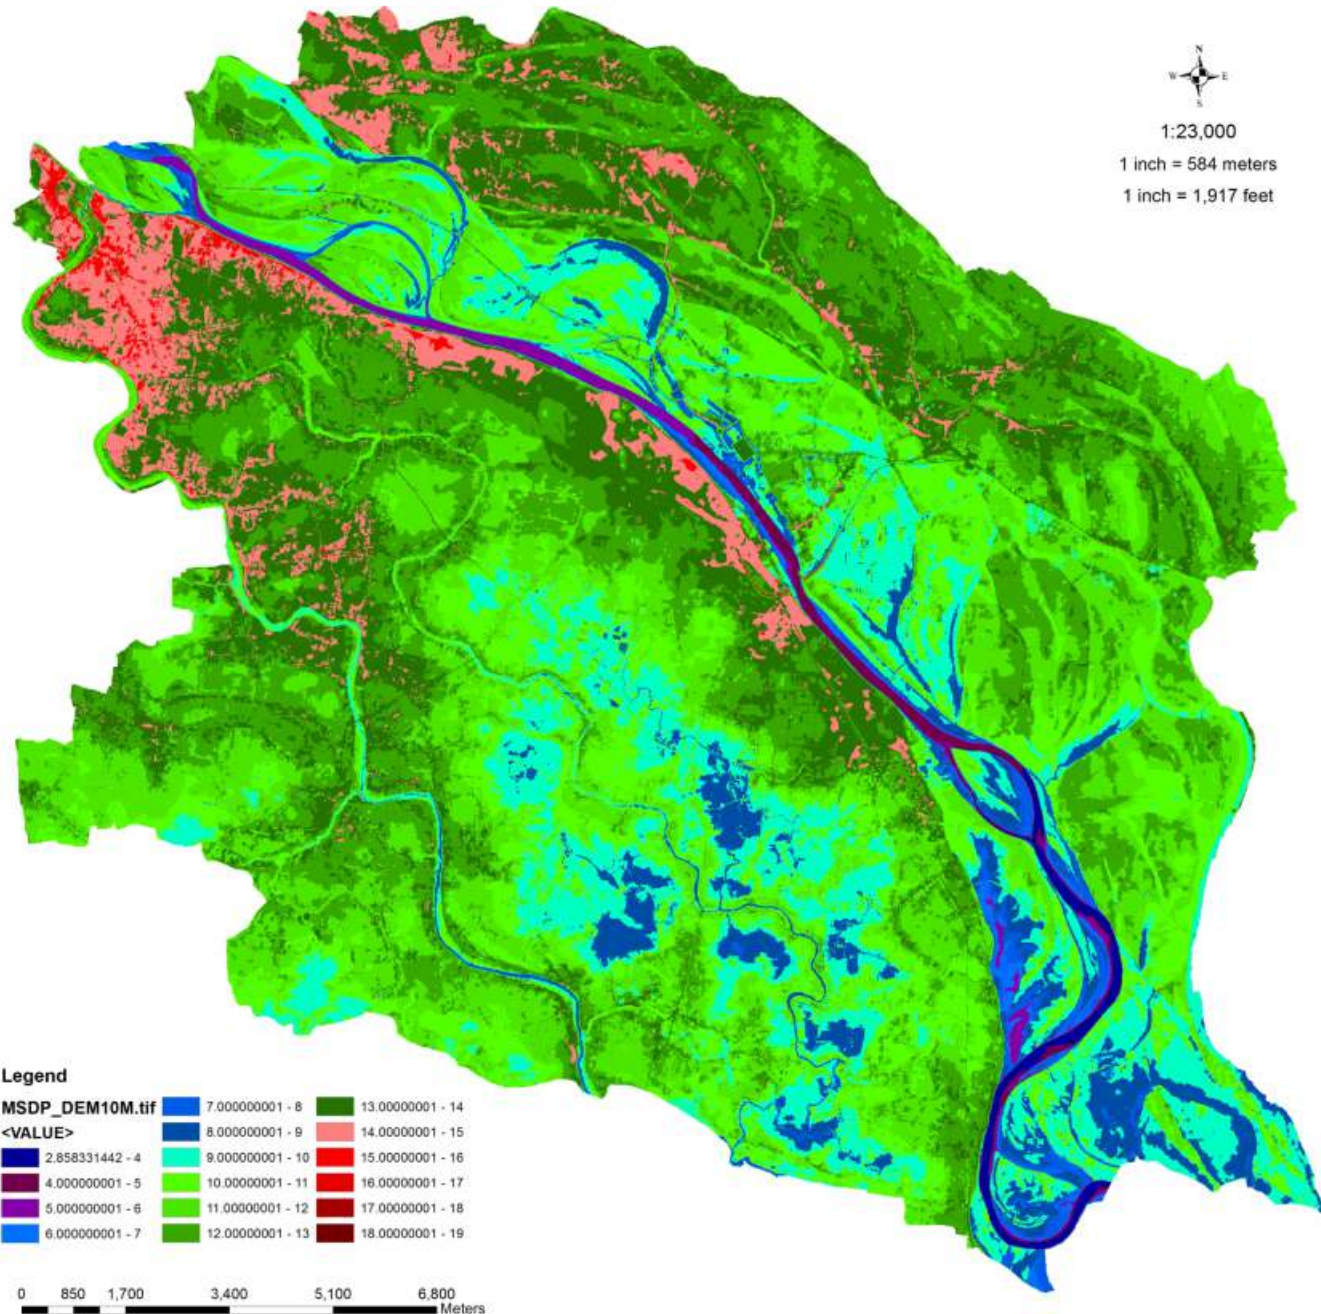 N
W E
S
1:23,000
1 inch = 584 meters
1 inch = 1,917 feet
Legend
MSDP_DEM10M.tif
<VALUE>
2.858331442 - 4
4.000000001 - 5
5.000000001 - 6
6.000000001 - 7
7.000000001 - 8
8.000000001 - 9
9.000000001 - 10
10.00000001 - 11
11.00000001 - 12
12.00000001 - 13
13.00000001 - 14
14.00000001 - 15
15.00000001 - 16
16.00000001 - 17
17.00000001 - 18
18.00000001 - 19
0 850 1,700 3,400 5,100 6,800
Meters